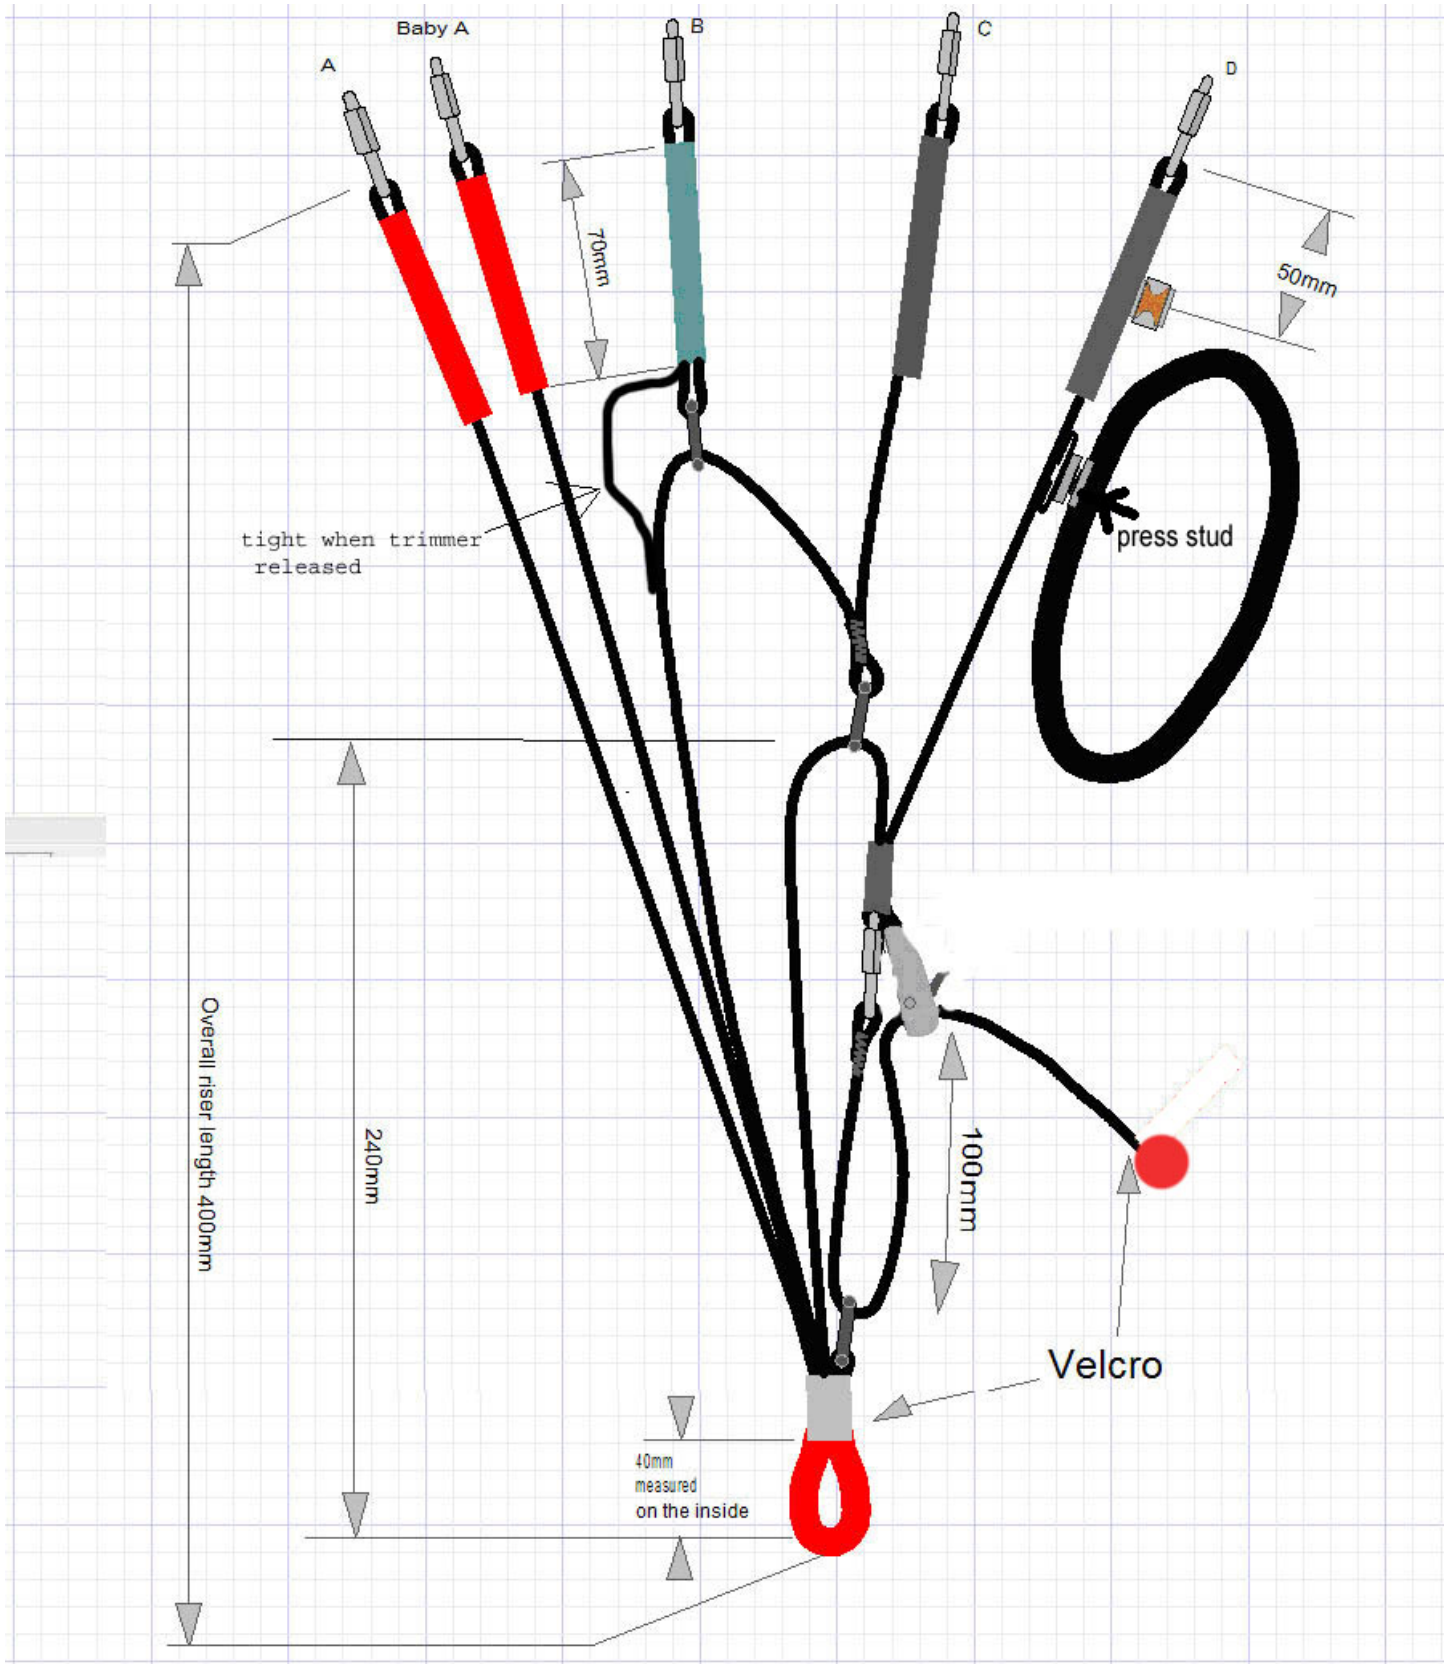 Baby A
B
C
A
D
70mm
50mm
tight when trimmer
released
press stud
Overall riser length 400mm
240mm
100mm
Velcro
40mm
measured
on the inside